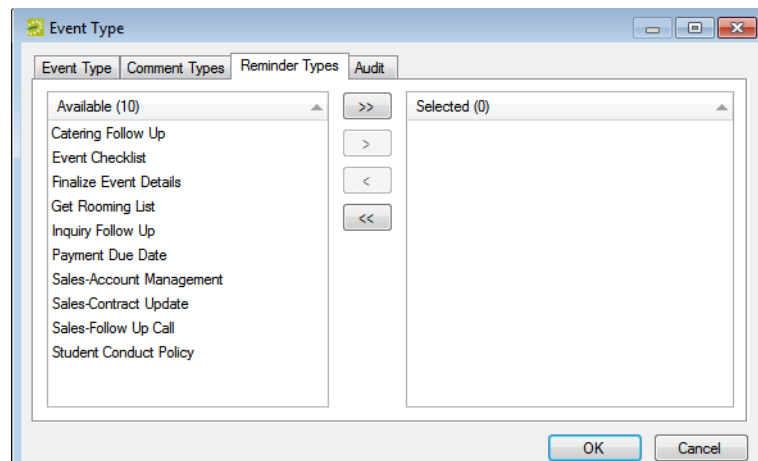 Event Type
Event Type Comment Types Reminder Types Audit
Available (10) >> Selected (0)
Catering Follow Up
>
Event Checklist
Finalize Event Details <
Get Rooming List
<<
Inquiry Follow Up
Payment Due Date
Sales-Account Management
Sales-Contract Update
Sales-Follow Up Call
Student Conduct Policy
OK Cancel